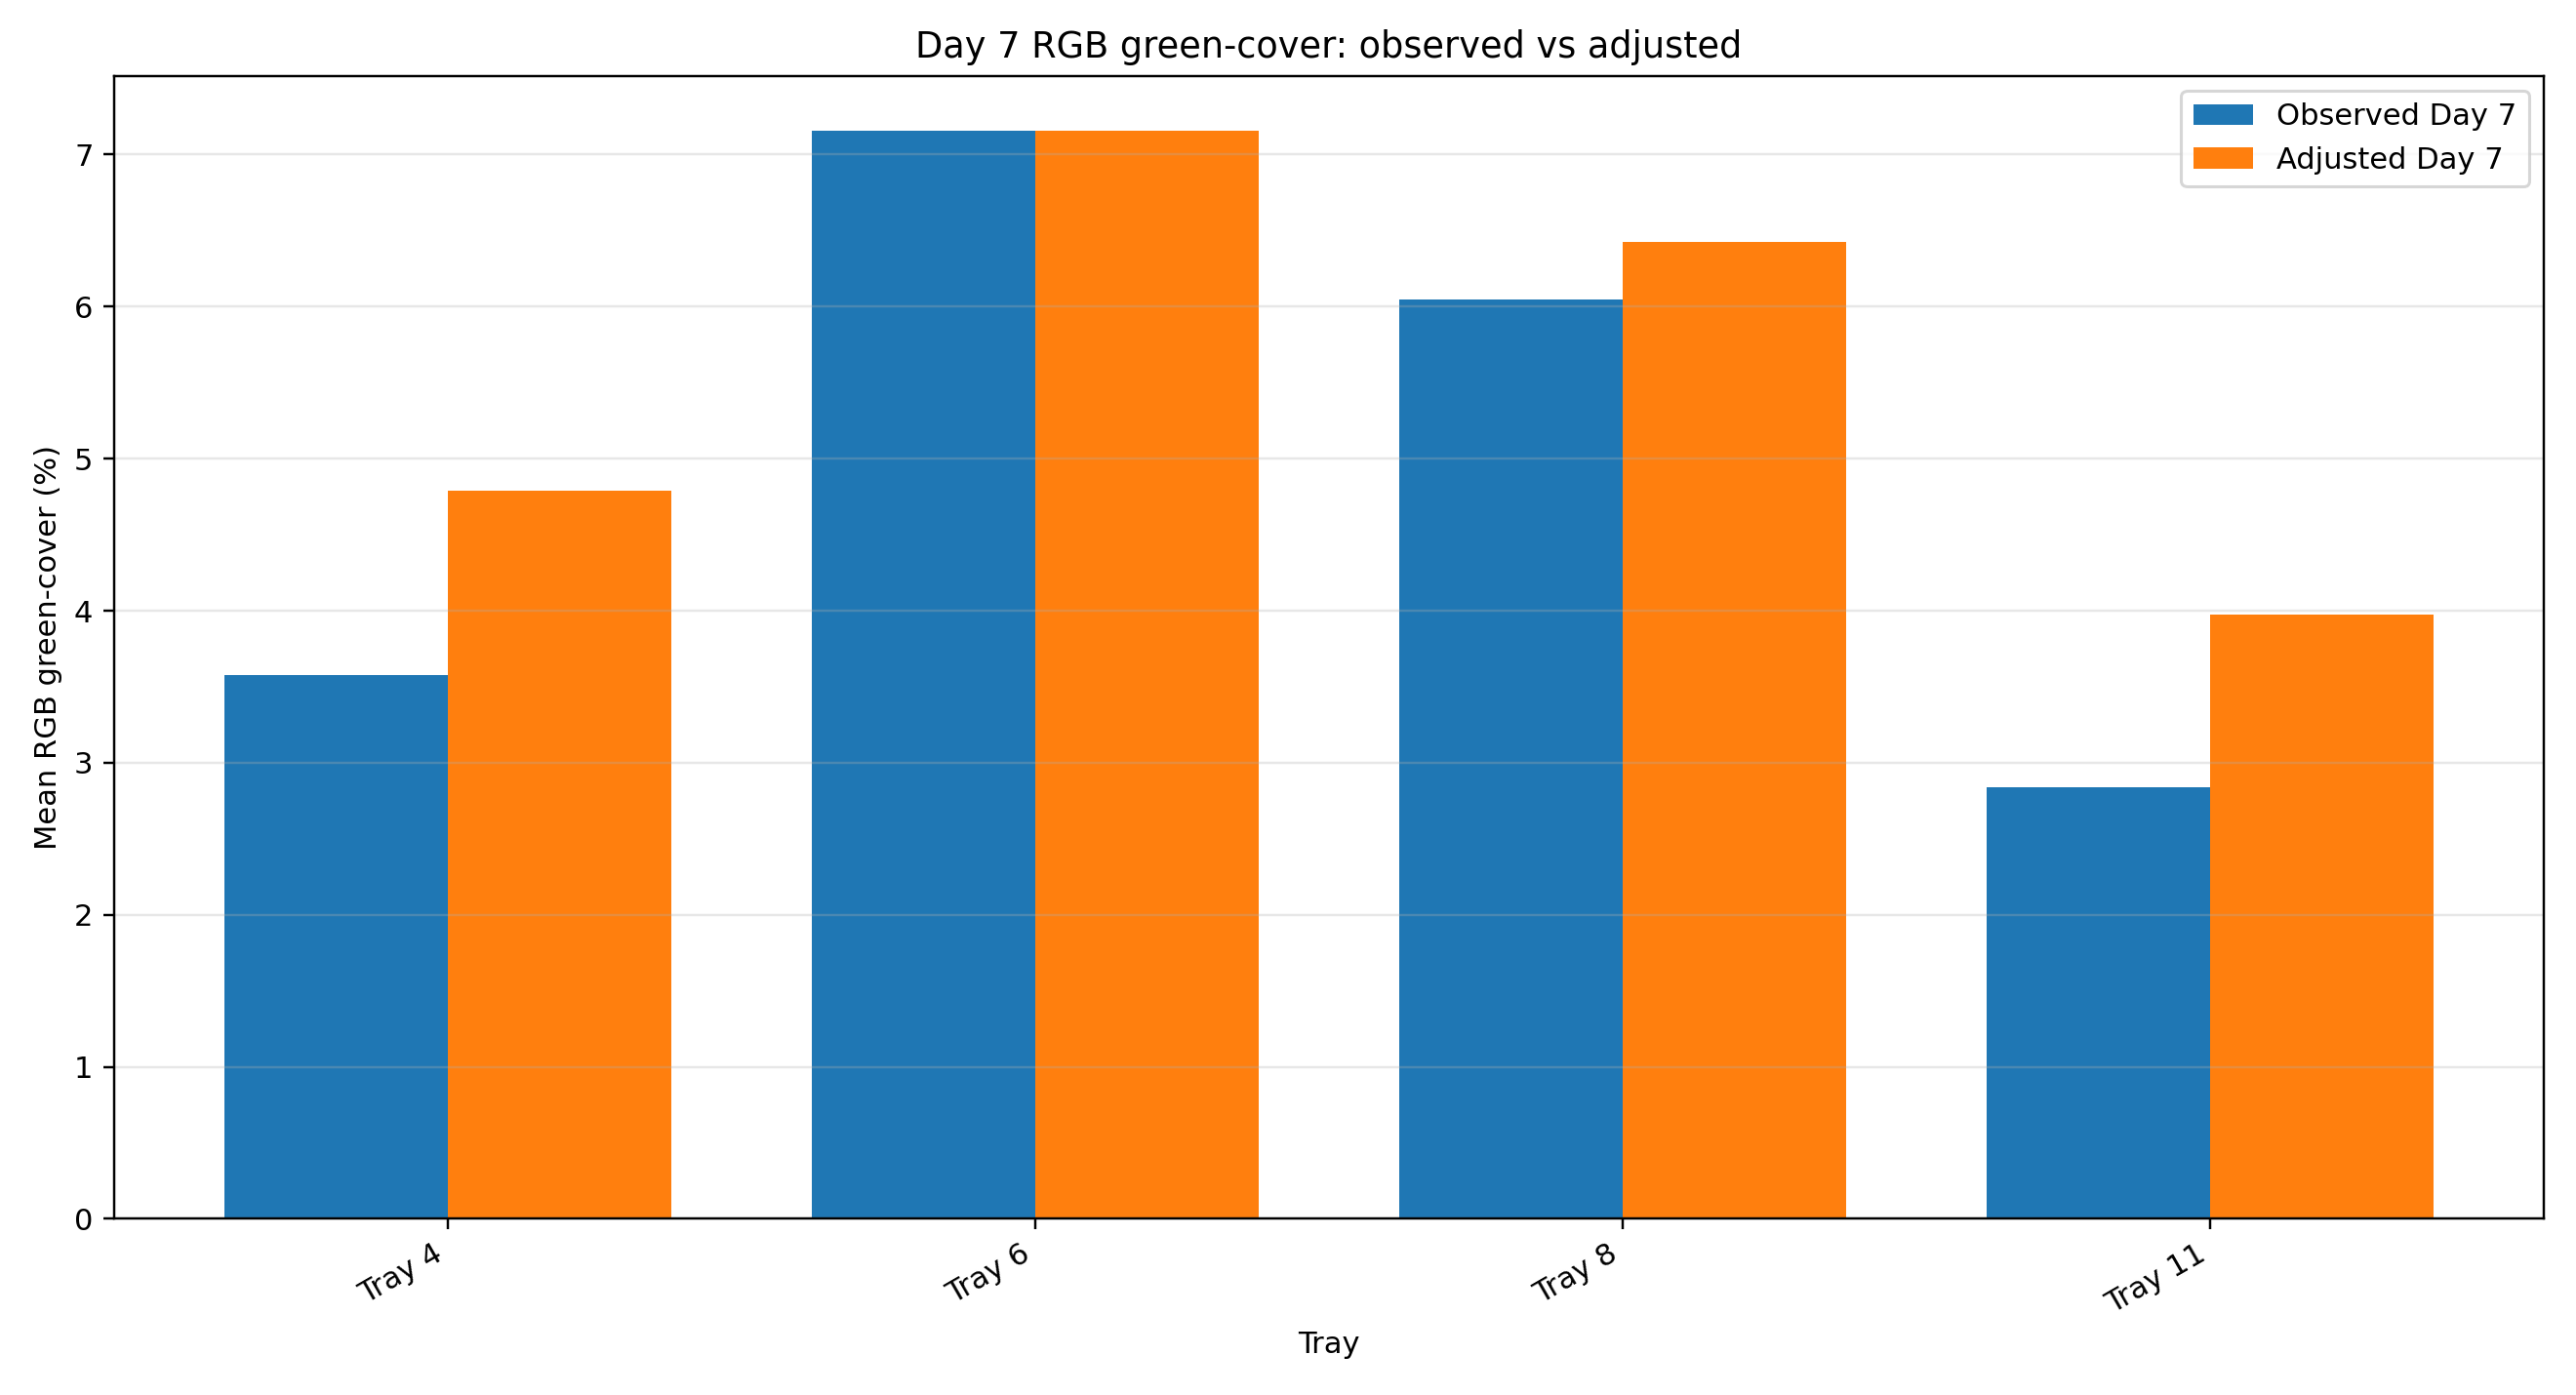 Day 7 RGB green-cover: observed vs adjusted
Observed Day 7
Adjusted Day 7
Mean RGB green-cover (%)
7
6
5
4
3
2
1
0
Tray 4
Tray 6
Tray 8
Tray 11
Tray